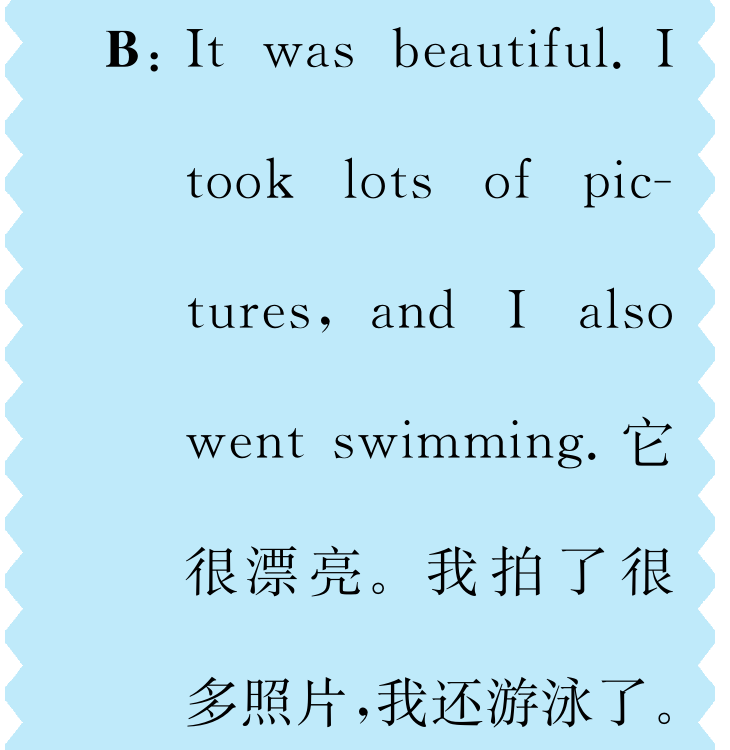 B: It was beautiful. I
took lots of pic-
tures, and I also
went swimming. 它
很漂亮。我拍了很
多照片,我还游泳了。